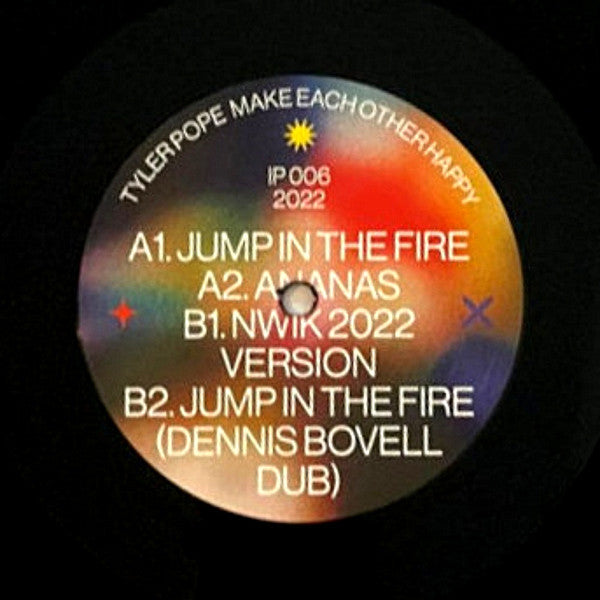 TYLER POPE MAKE EACH OTHER HAPPY
IP 006
2022
A1. JUMP IN THE FIRE
A2. ANANAS
B1. NWIK 2022
VERSION
B2. JUMP IN THE FIRE
(DENNIS BOVELL
DUB)